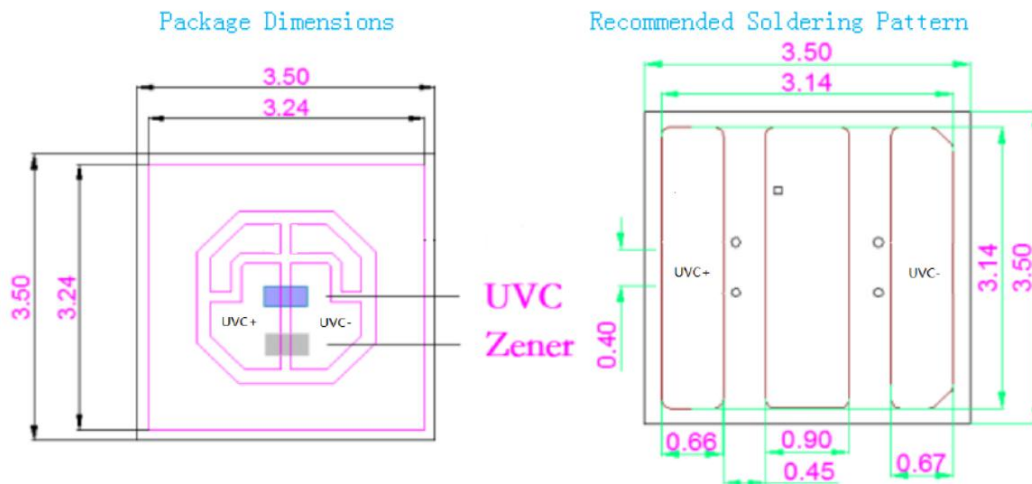 Package Dimensions
3.50
3.24
3.50
3.24
UVC+
UVC-
UVC
Zener
Recommended Soldering Pattern
3.50
3.14
UVC+
UVC-
0.40
3.14
3.50
0.66
0.90
0.67
0.45